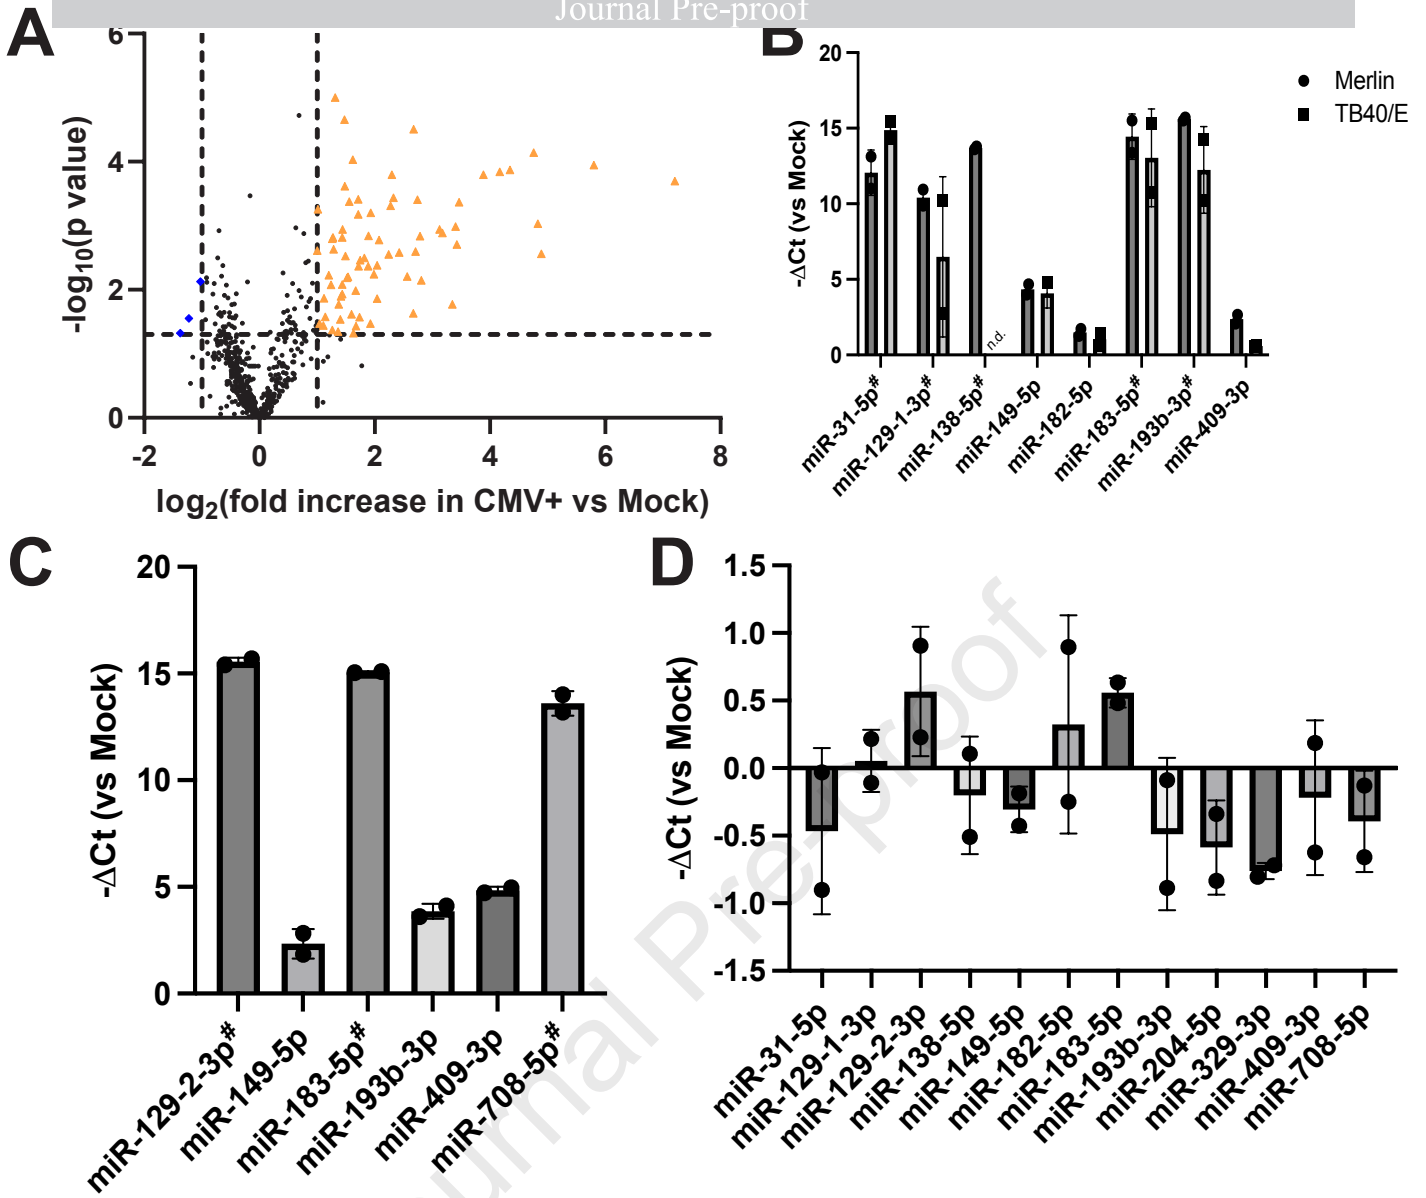 Journal Pre-proof
A
6
4
2
0
-log10(p value)
-2
0
2
4
6
8
log2(fold increase in CMV+ vs Mock)
B
20
15
10
5
0
-ΔCt (vs Mock)
n.d.
Merlin
TB40/E
miR-31-5p#
miR-129-1-3p#
miR-138-5p#
miR-149-5p
miR-182-5p
miR-183-5p#
miR-193b-3p#
miR-409-3p
C
20
15
10
5
0
-ΔCt (vs Mock)
miR-129-2-3p#
miR-149-5p
miR-183-5p#
miR-193b-3p
miR-409-3p
miR-708-5p#
D
1.5
1.0
0.5
0.0
-0.5
-1.0
-1.5
-ΔCt (vs Mock)
miR-31-5p
miR-129-1-3p
miR-129-2-3p
miR-138-5p
miR-149-5p
miR-182-5p
miR-183-5p
miR-193b-3p
miR-204-5p
miR-329-3p
miR-409-3p
miR-708-5p
Journal Pre-proof